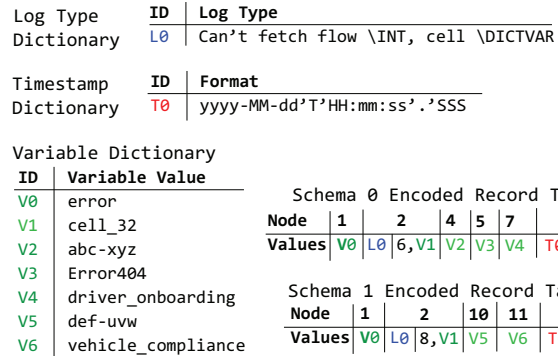 Log Type Dictionary
ID Log Type
L0 Can't fetch flow \INT, cell \DICTVAR
Timestamp Dictionary
ID Format
T0 yyyy-MM-dd'T'HH:mm:ss'.'SSS
Variable Dictionary
ID Variable Value
V0 error
V1 cell_32
V2 abc-xyz
V3 Error404
V4 driver_onboarding
V5 def-uvw
V6 vehicle_compliance
Schema 0 Encoded Record T
Node 1 2 4 5 7
Values V0 L0 6,V1 V2 V3 V4 T0
Schema 1 Encoded Record Ta
Node 1 2 10 11
Values V0 L0 8,V1 V5 V6 T